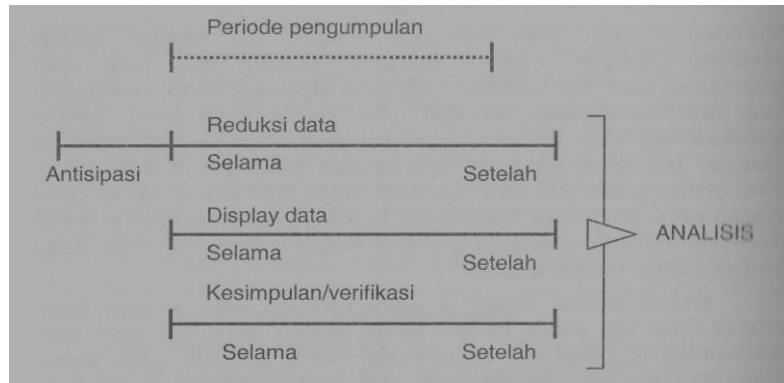 Periode pengumpulan
Reduksi data
Antisipasi
Selama
Setelah
Display data
Selama
Setelah
ANALISIS
Kesimpulan/verifikasi
Selama
Setelah